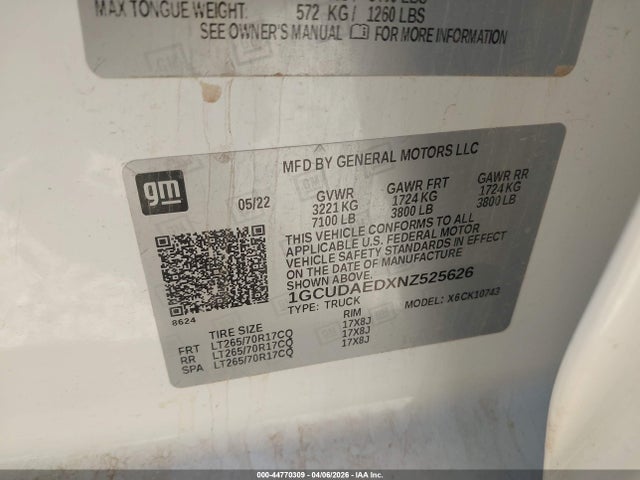 MAX TONGUE WEIGHT. 572 KG / 1260 LBS
SEE OWNER'S MANUAL FOR MORE INFORMATION
MFD BY GENERAL MOTORS LLC
gm
05/22
GVWR GAWR FRT GAWR RR
3221 KG 1724 KG 1724 KG
7100 LB 3800 LB 3800 LB
THIS VEHICLE CONFORMS TO ALL
APPLICABLE U.S. FEDERAL MOTOR
VEHICLE SAFETY STANDARDS IN EFFECT
ON THE DATE OF MANUFACTURE SHOWN ABOVE.
1GCUDAEDXNZ525626
TYPE: TRUCK MODEL: X6CK10743
8624
TIRE SIZE RIM
FRT LT265/70R17CQ 17X8J
RR LT265/70R17CQ 17X8J
SPA LT265/70R17CQ 17X8J
000-44770309 - 04/06/2026 - IAAI.COM